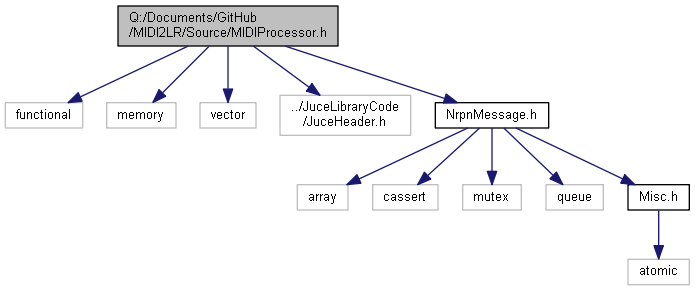 Q:/Documents/GitHub
/MIDI2LR/Source/MIDIProcessor.h
functional
memory
vector
../JuceLibraryCode
/JuceHeader.h
NrpnMessage.h
array
cassert
mutex
queue
Misc.h
atomic